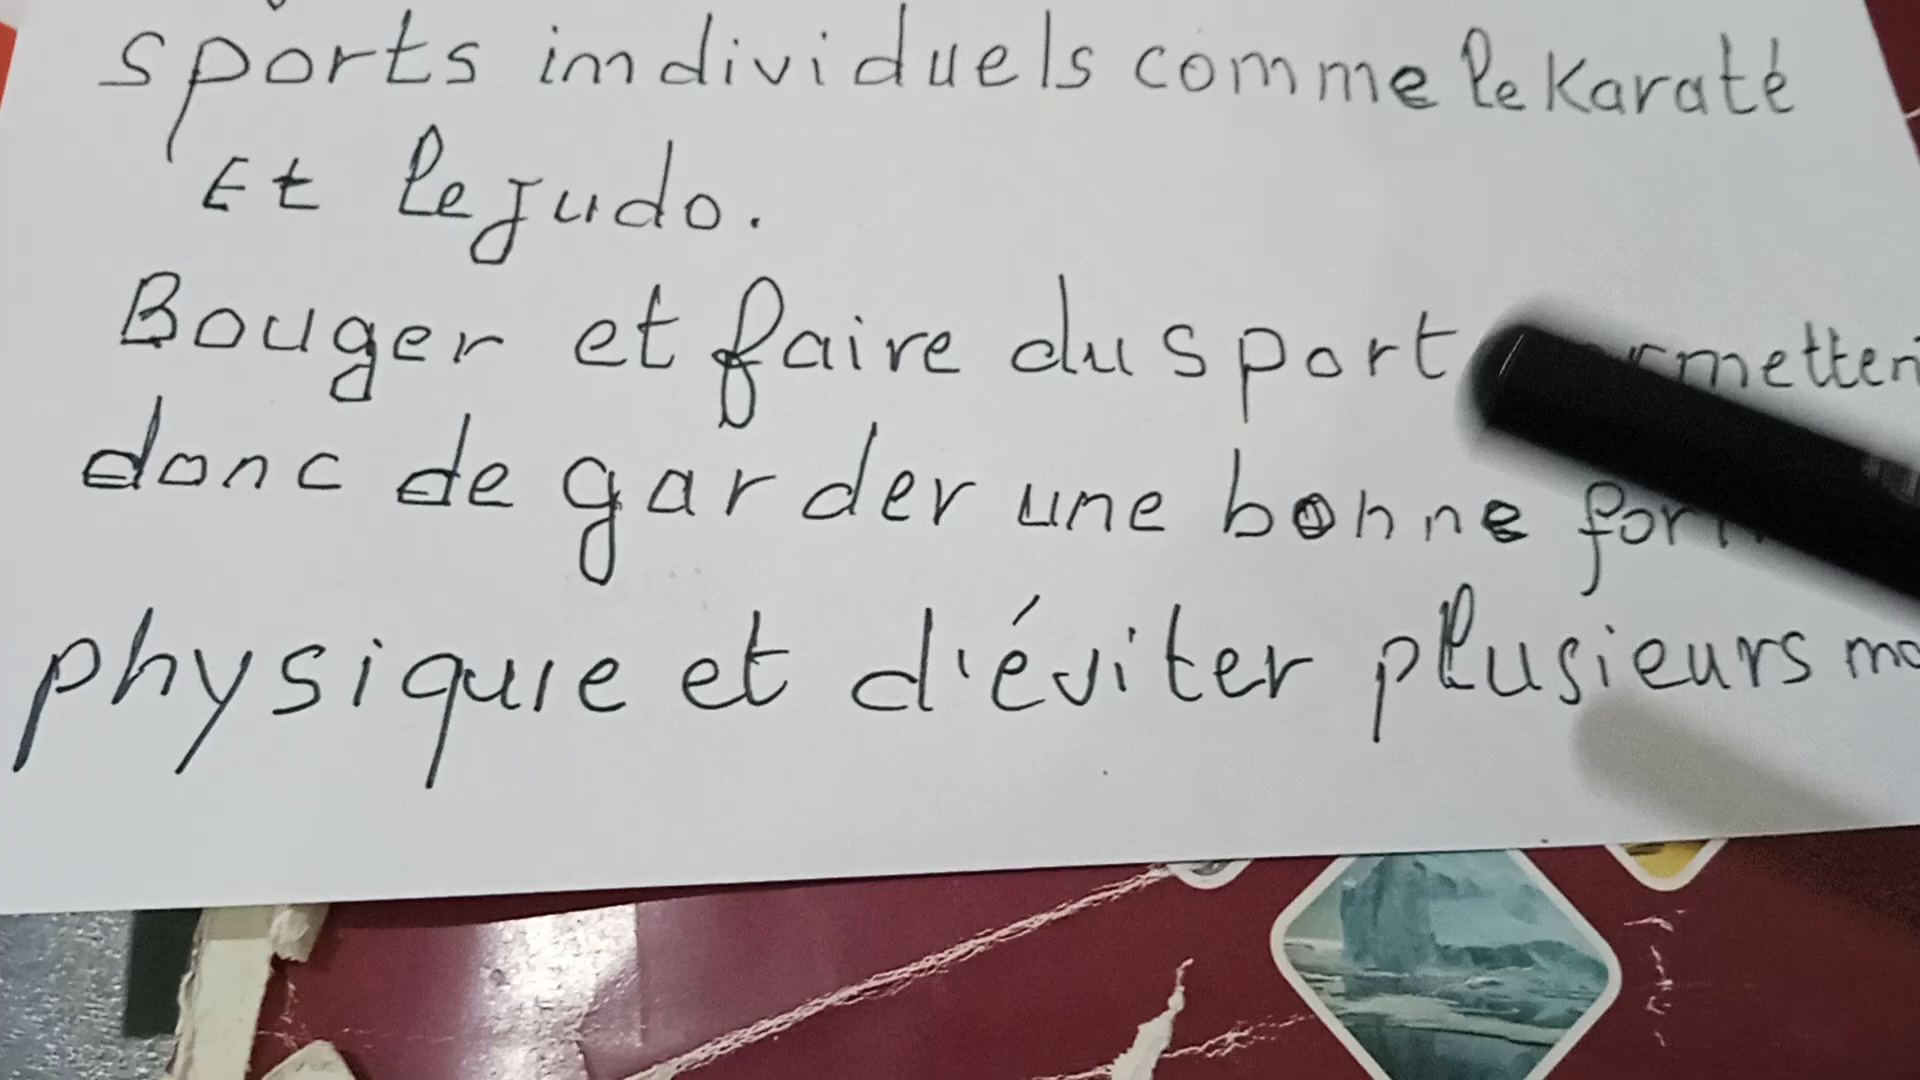 sports individuels comme le Karaté
Et le judo.
Bouger et faire du sport
donc de garder une bonne
physique et d'éviter plusieurs